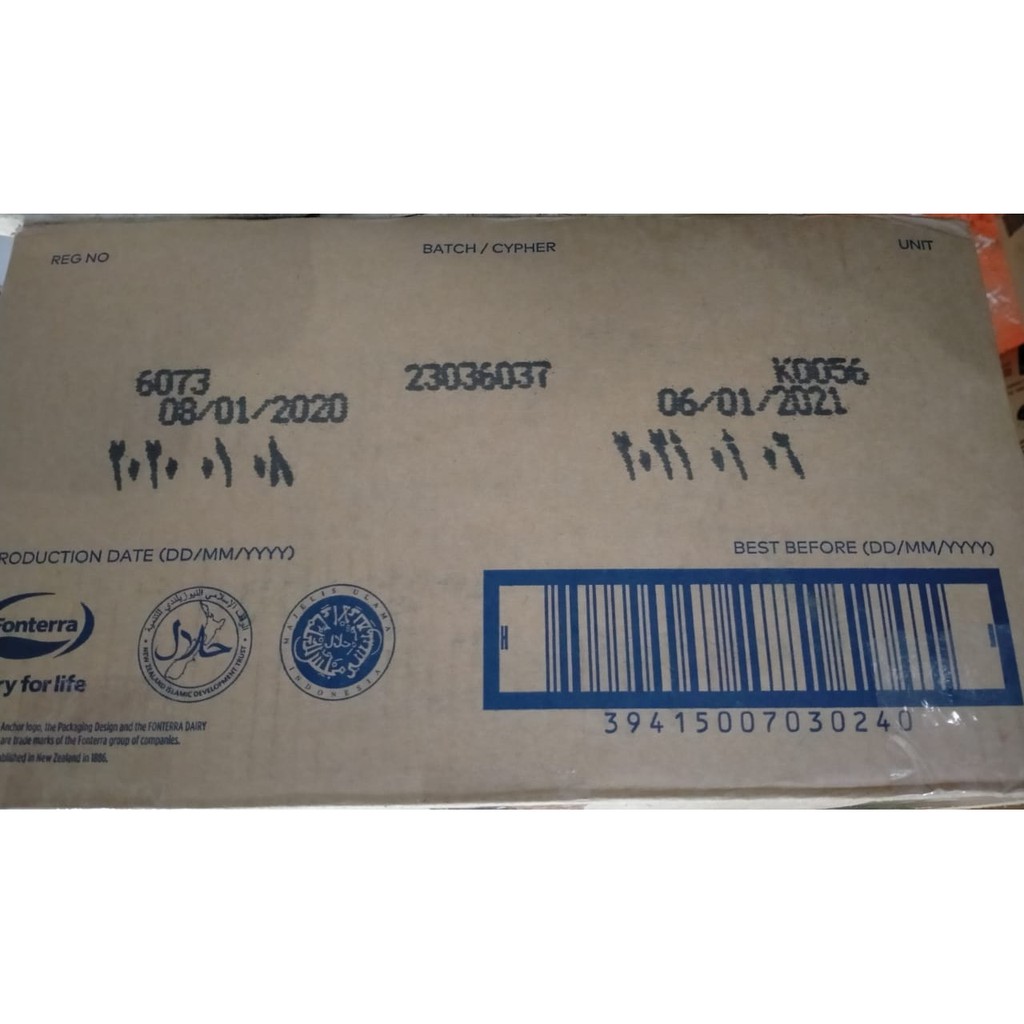 REG NO
BATCH / CYPHER
UNIT
6073
23036037
K0056
08/01/2020
06/01/2021
٢٠٢٠ ٠١ ٠٨
٢٠٢١ ٠١ ٠٦
RODUCTION DATE (DD/MM/YYYY)
BEST BEFORE (DD/MM/YYYY)
Fonterra
ry for life
حلال
NEW ZEALAND ISLAMIC DEVELOPMENT TRUST
MAJELIS ULAMA
حلال
INDONESIA
Anchor logo, the Packaging Design and the FONTERRA DAIRY
are trade marks of the Fonterra group of companies.
ablished in New Zealand in 1886.
39415007030240